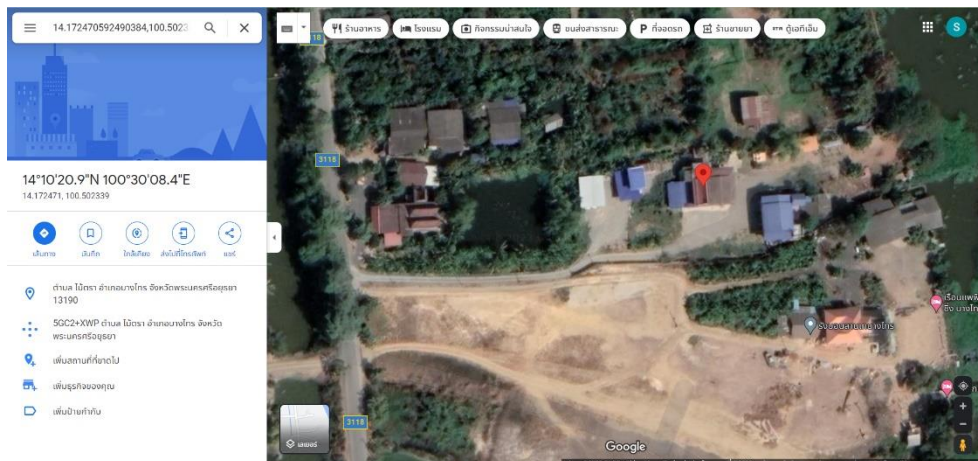 14.172470592490384,100.5023
ร้านอาหาร
โรงแรม
กิจกรรมน่าสนใจ
ขนส่งสาธารณะ
P ที่จอดรถ
ร้านขายยา
ATM ตู้เอทีเอ็ม
S
3118
14°10'20.9"N 100°30'08.4"E
14.172471, 100.502339
เส้นทาง
บันทึก
ใกล้เคียง
ส่งไปที่โทรศัพท์
แชร์
ตำบล ไม้ตรา อำเภอบางไทร จังหวัดพระนครศรีอยุธยา
13190
5GC2+XWP ตำบล ไม้ตรา อำเภอบางไทร จังหวัด
พระนครศรีอยุธยา
เพิ่มสถานที่ที่ขาดไป
เพิ่มธุรกิจของคุณ
เพิ่มป้ายกำกับ
3118
เรือนแพ
บางไท
3118
เลเยอร์
Google